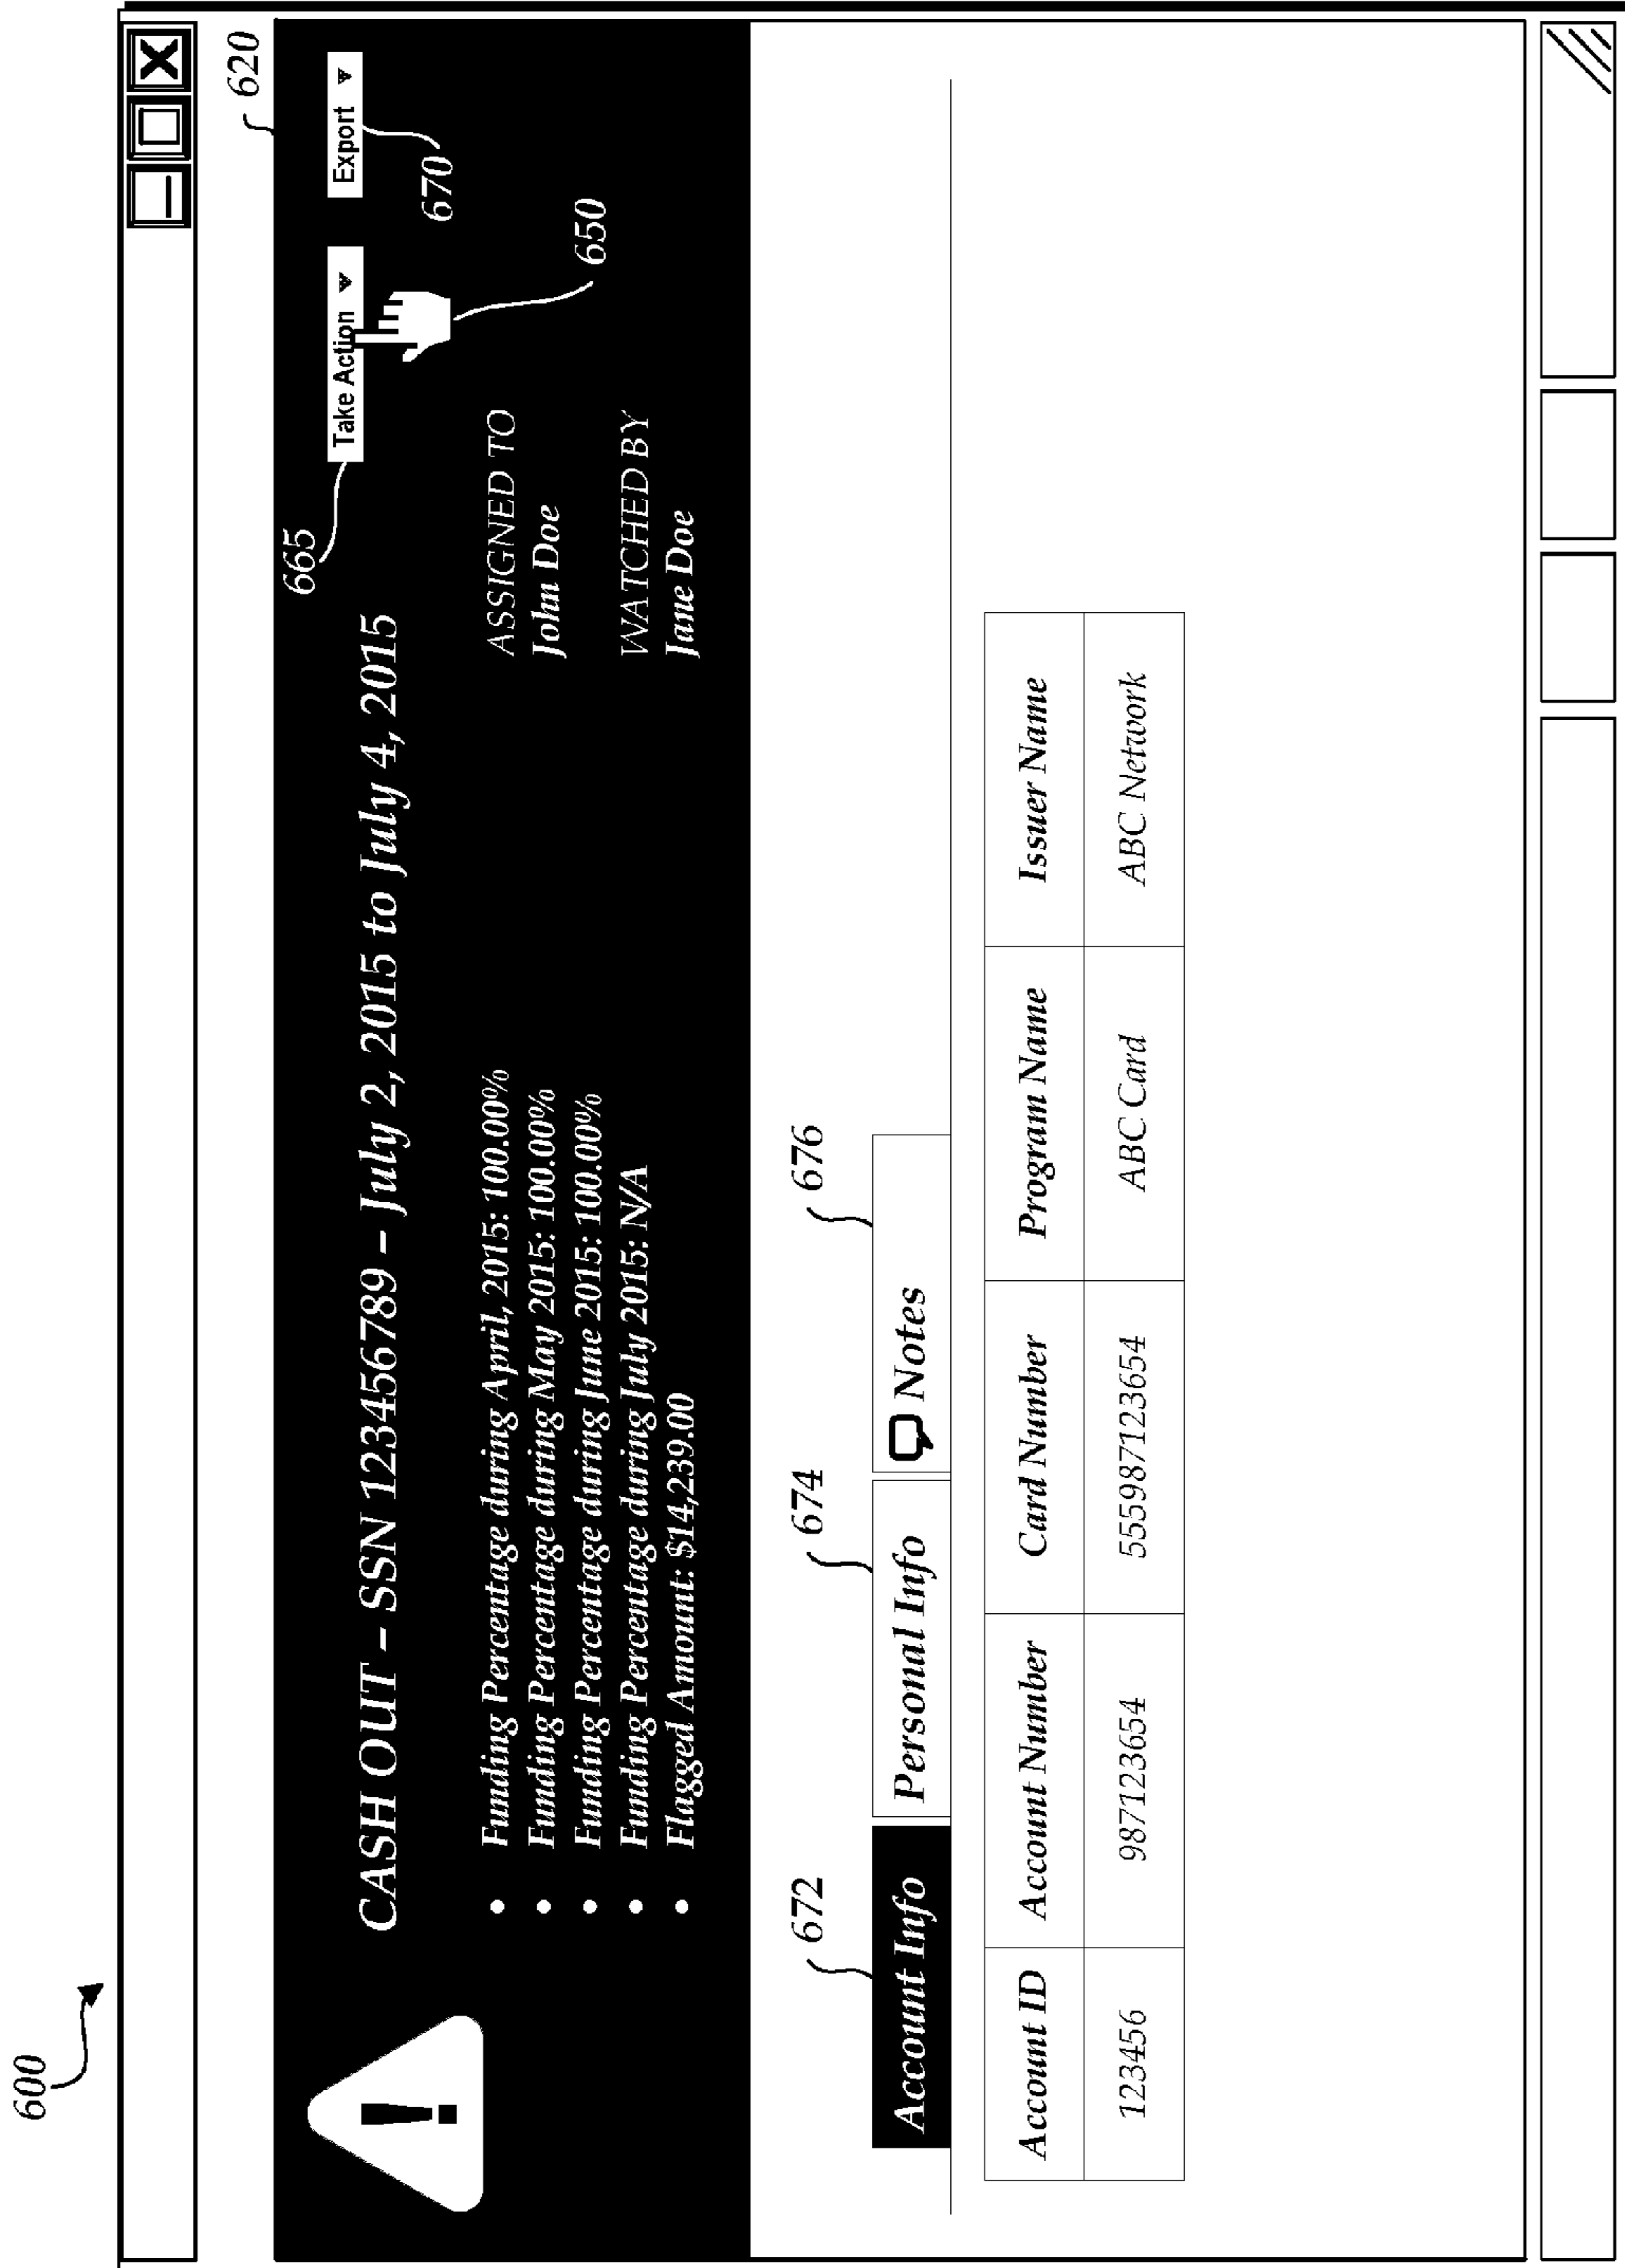 600
620
665
Take Action
Export
670
650
CASH OUT – SSN 123456789 – July 2, 2015 to July 4, 2015
• Funding Percentage during April, 2015: 100.00%
• Funding Percentage during May 2015: 100.00%
• Funding Percentage during June 2015: 100.00%
• Funding Percentage during July 2015: N/A
• Flagged Amount: $14,239.00
ASSIGNED TO
John Doe
WATCHED BY
Jane Doe
672
674
676
Account Info
Personal Info
Notes
Account ID Account Number Card Number Program Name Issuer Name
123456 987123654 555987123654 ABC Card ABC Network